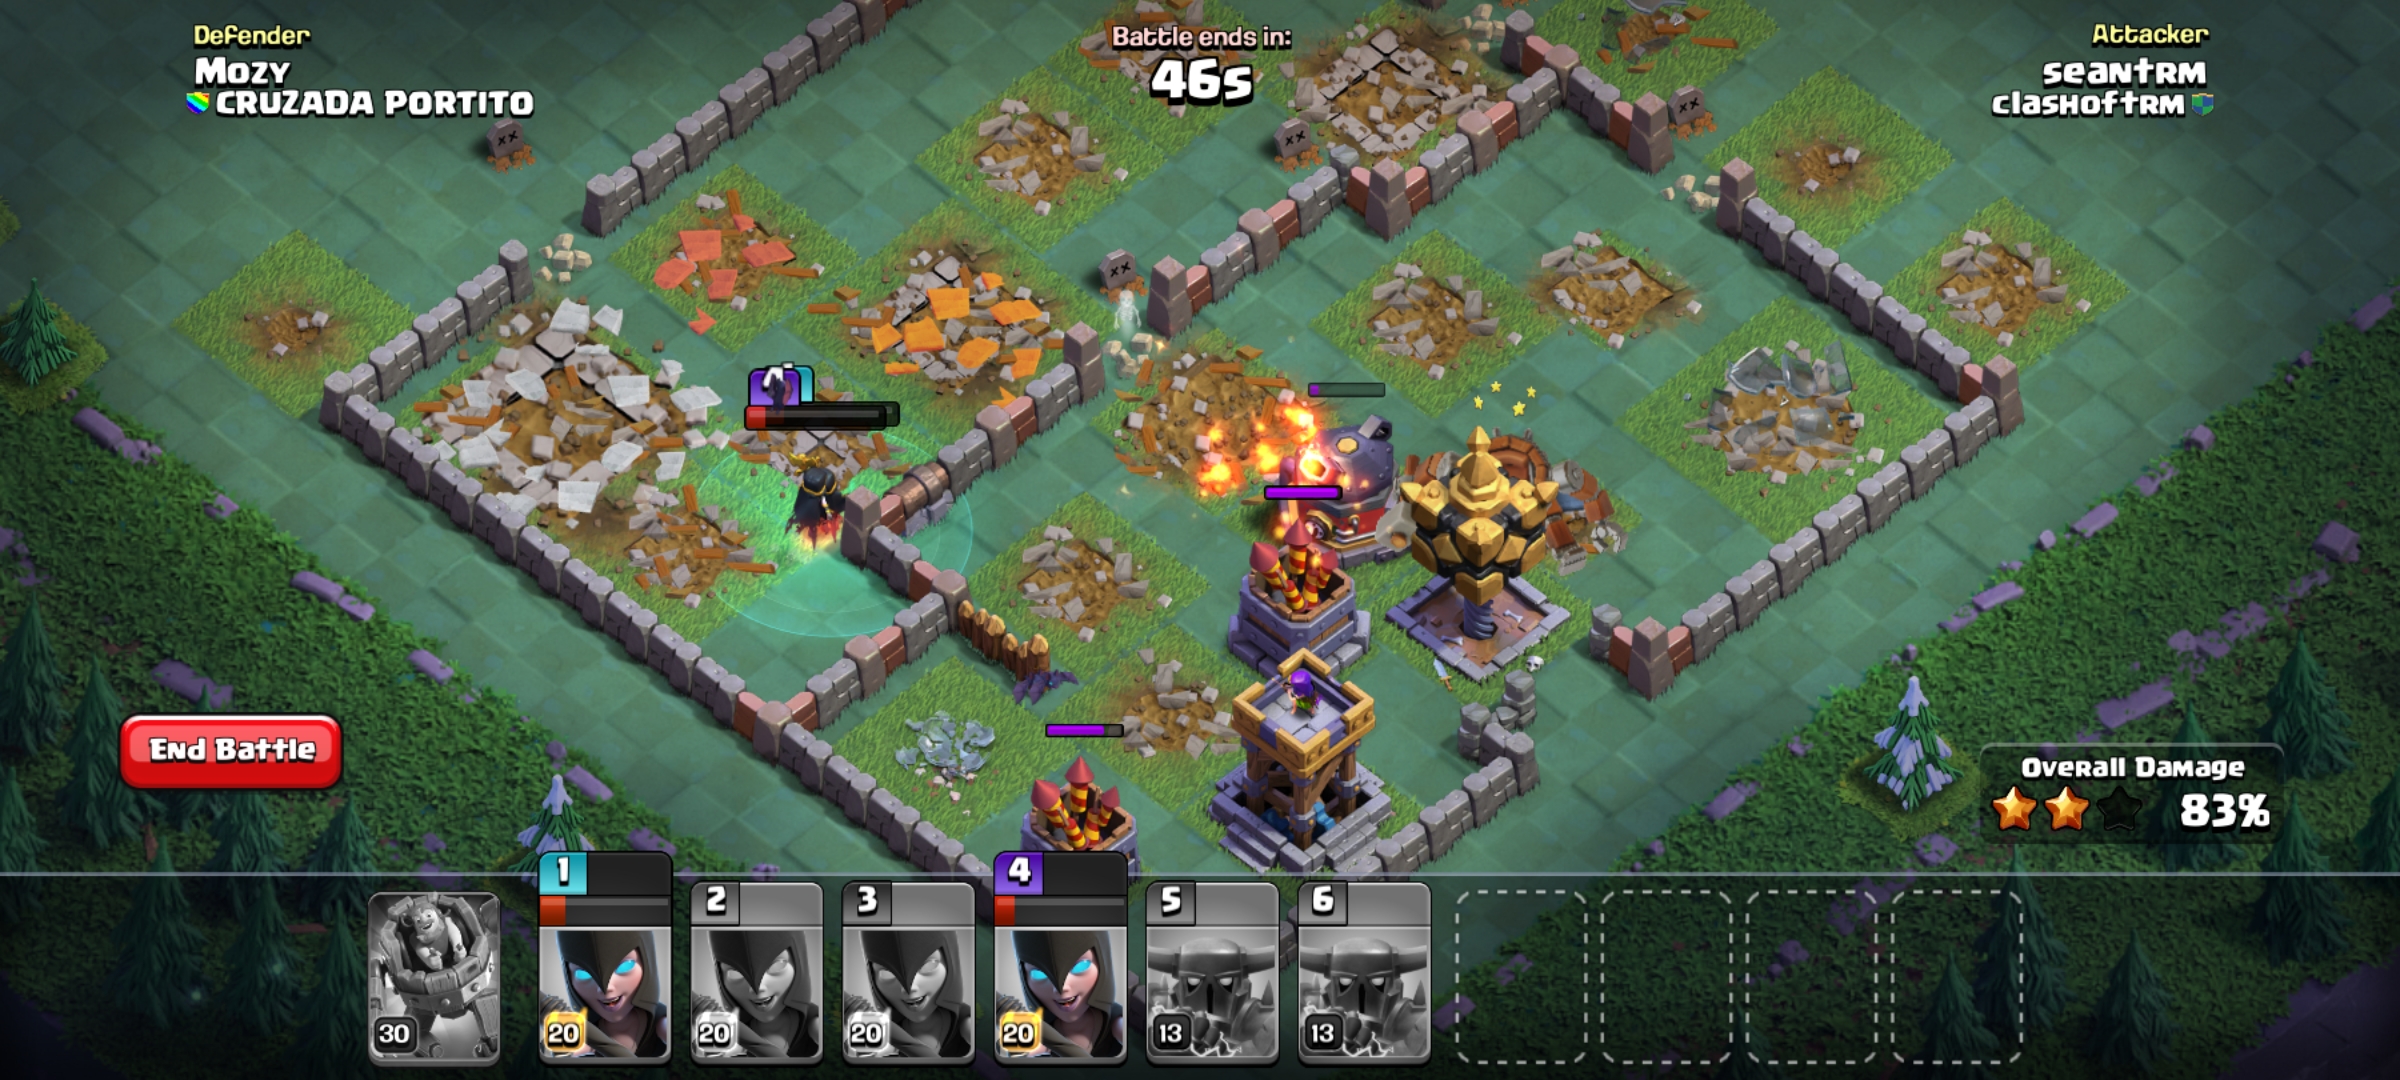 Defender
Mozy
CRUZADA PORTITO
Battle ends in:
46s
Attacker
seantRM
clashoftRM
End Battle
Overall Damage
83%
1
2
3
4
5
6
30
20
20
20
20
13
13